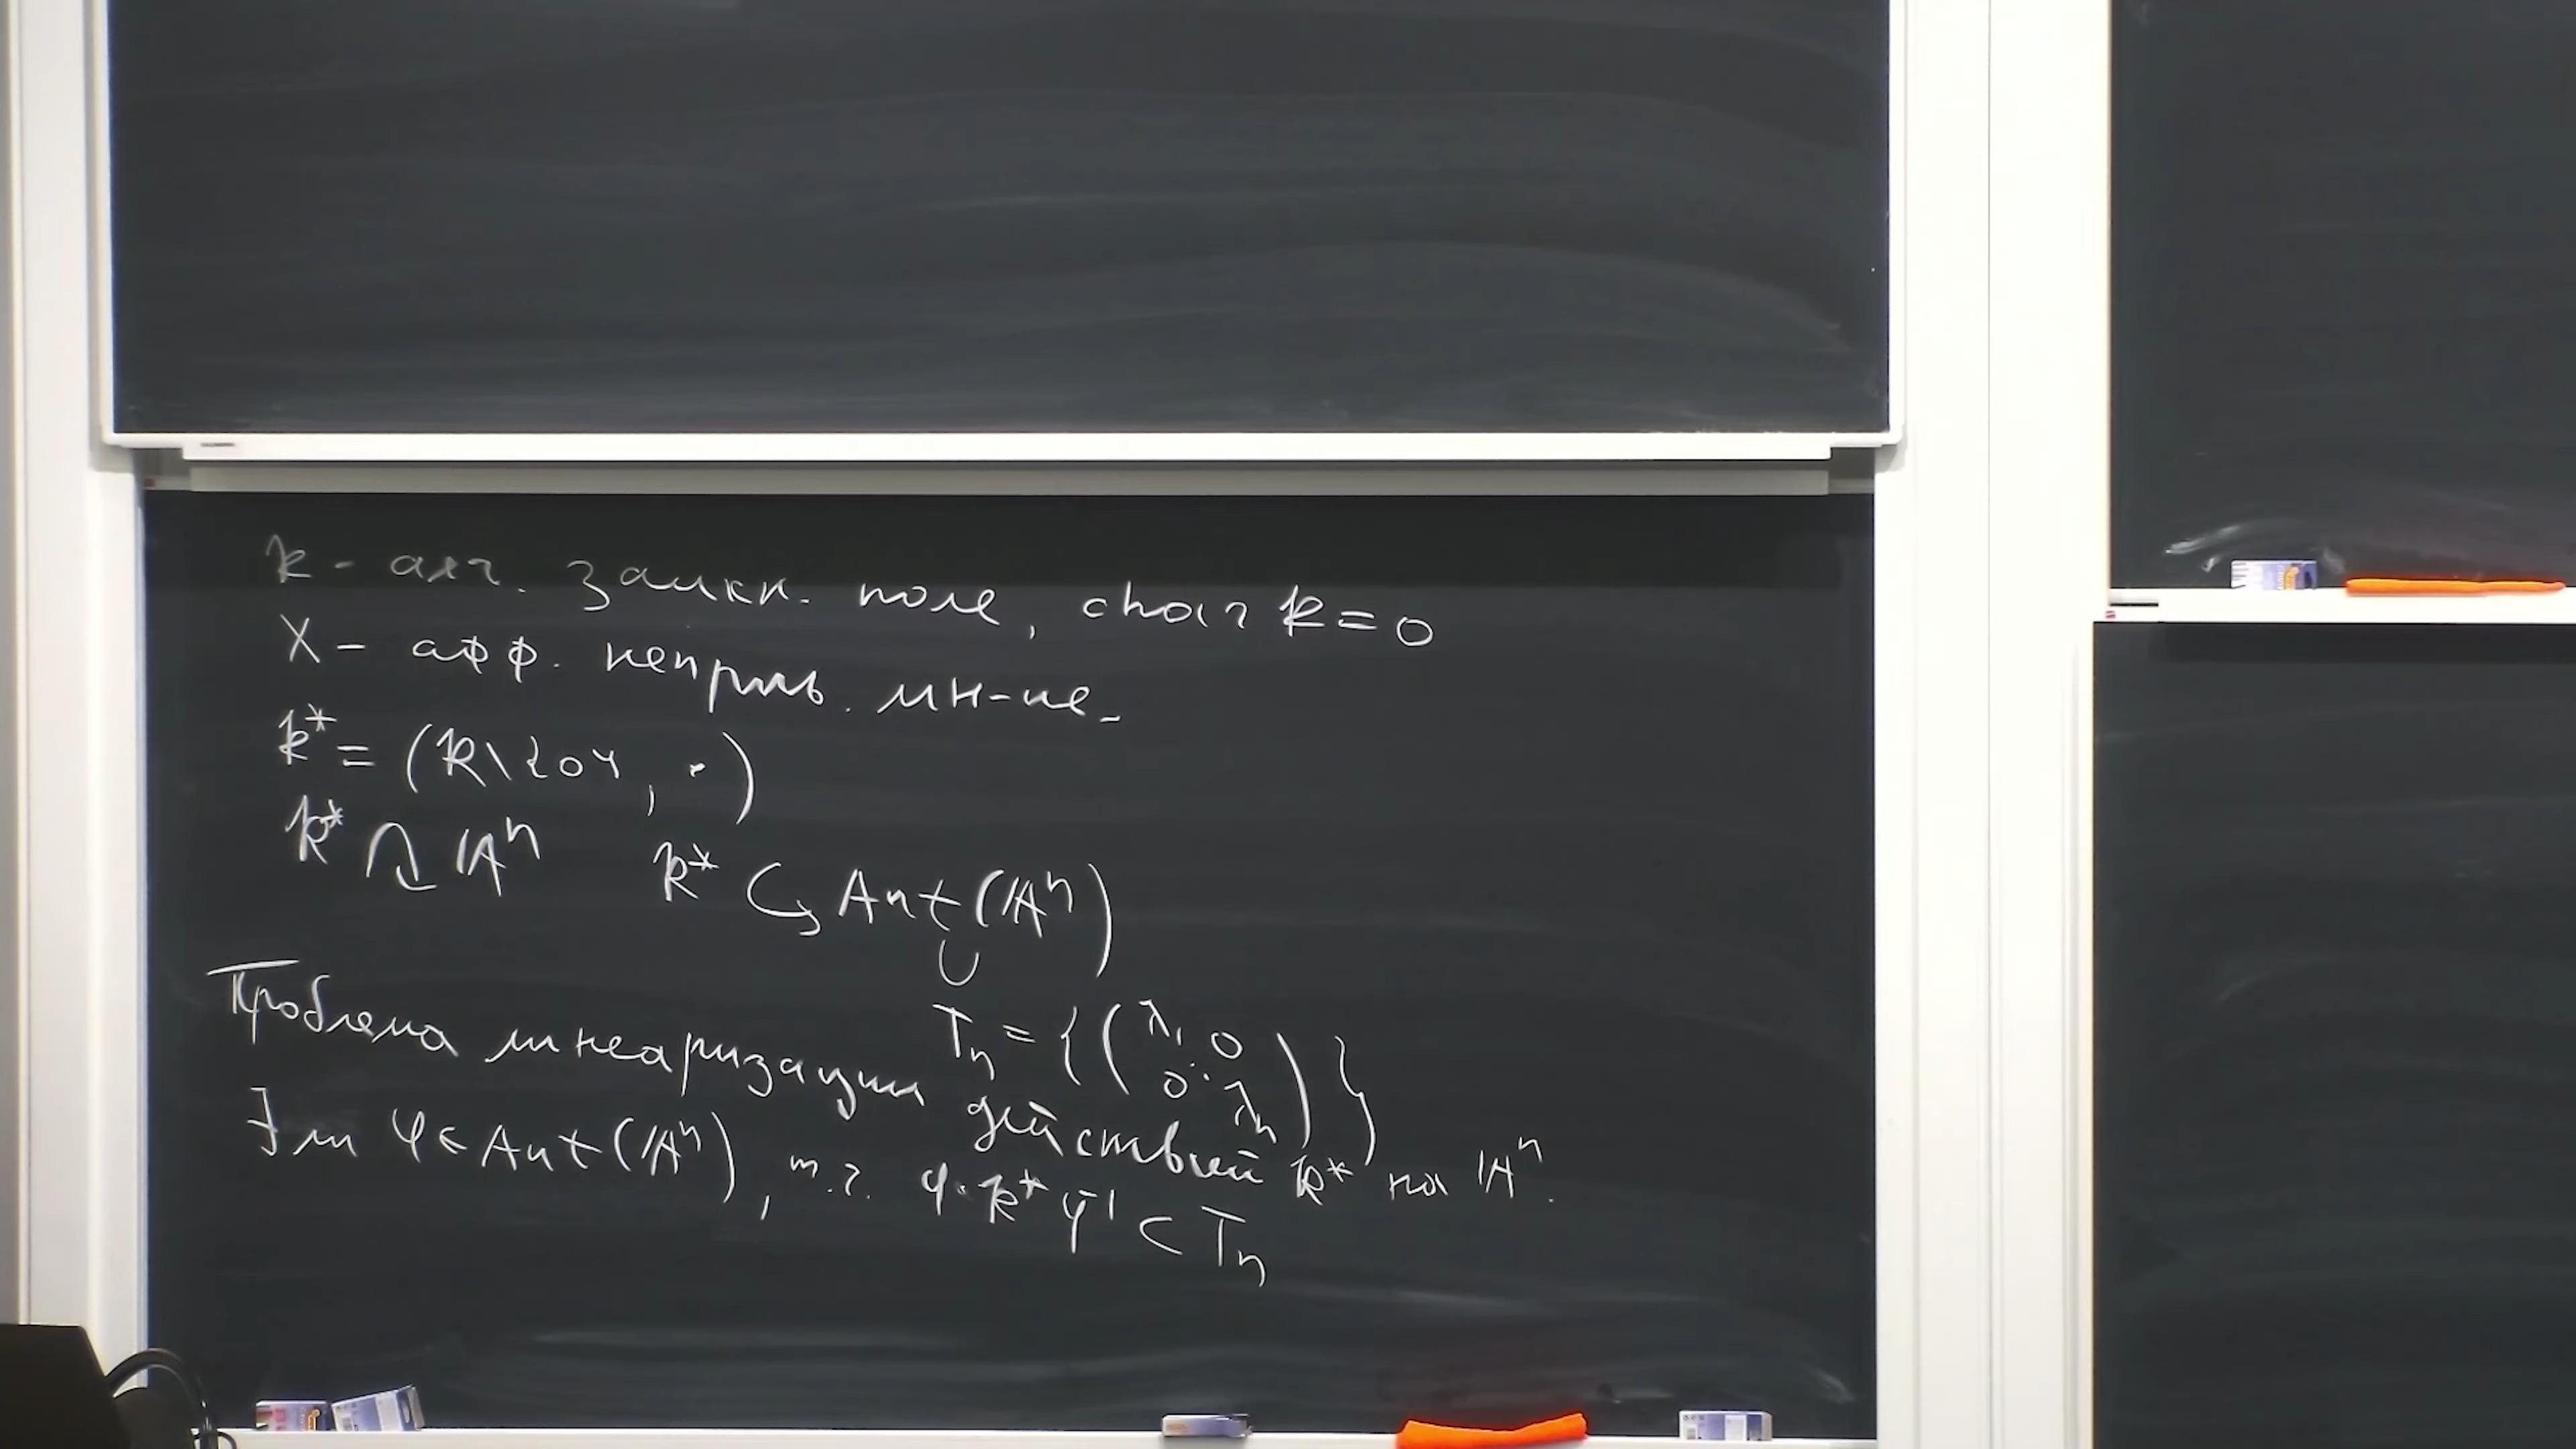 k - алг. замкн. поле, char k = 0
X - афф. неприв. мн-ие.
k* = (k\{0}, ·)
k* ↷ 𝔸ⁿ k* ↪ Aut(𝔸ⁿ)
∪
Tₙ = {(λ₁ 0 0 ⋱ λₙ)}
Проблема линеаризации действий k* на 𝔸ⁿ.
∃ ли φ ∈ Aut(𝔸ⁿ), т.ч. φ·k*φ⁻¹ ⊂ Tₙ